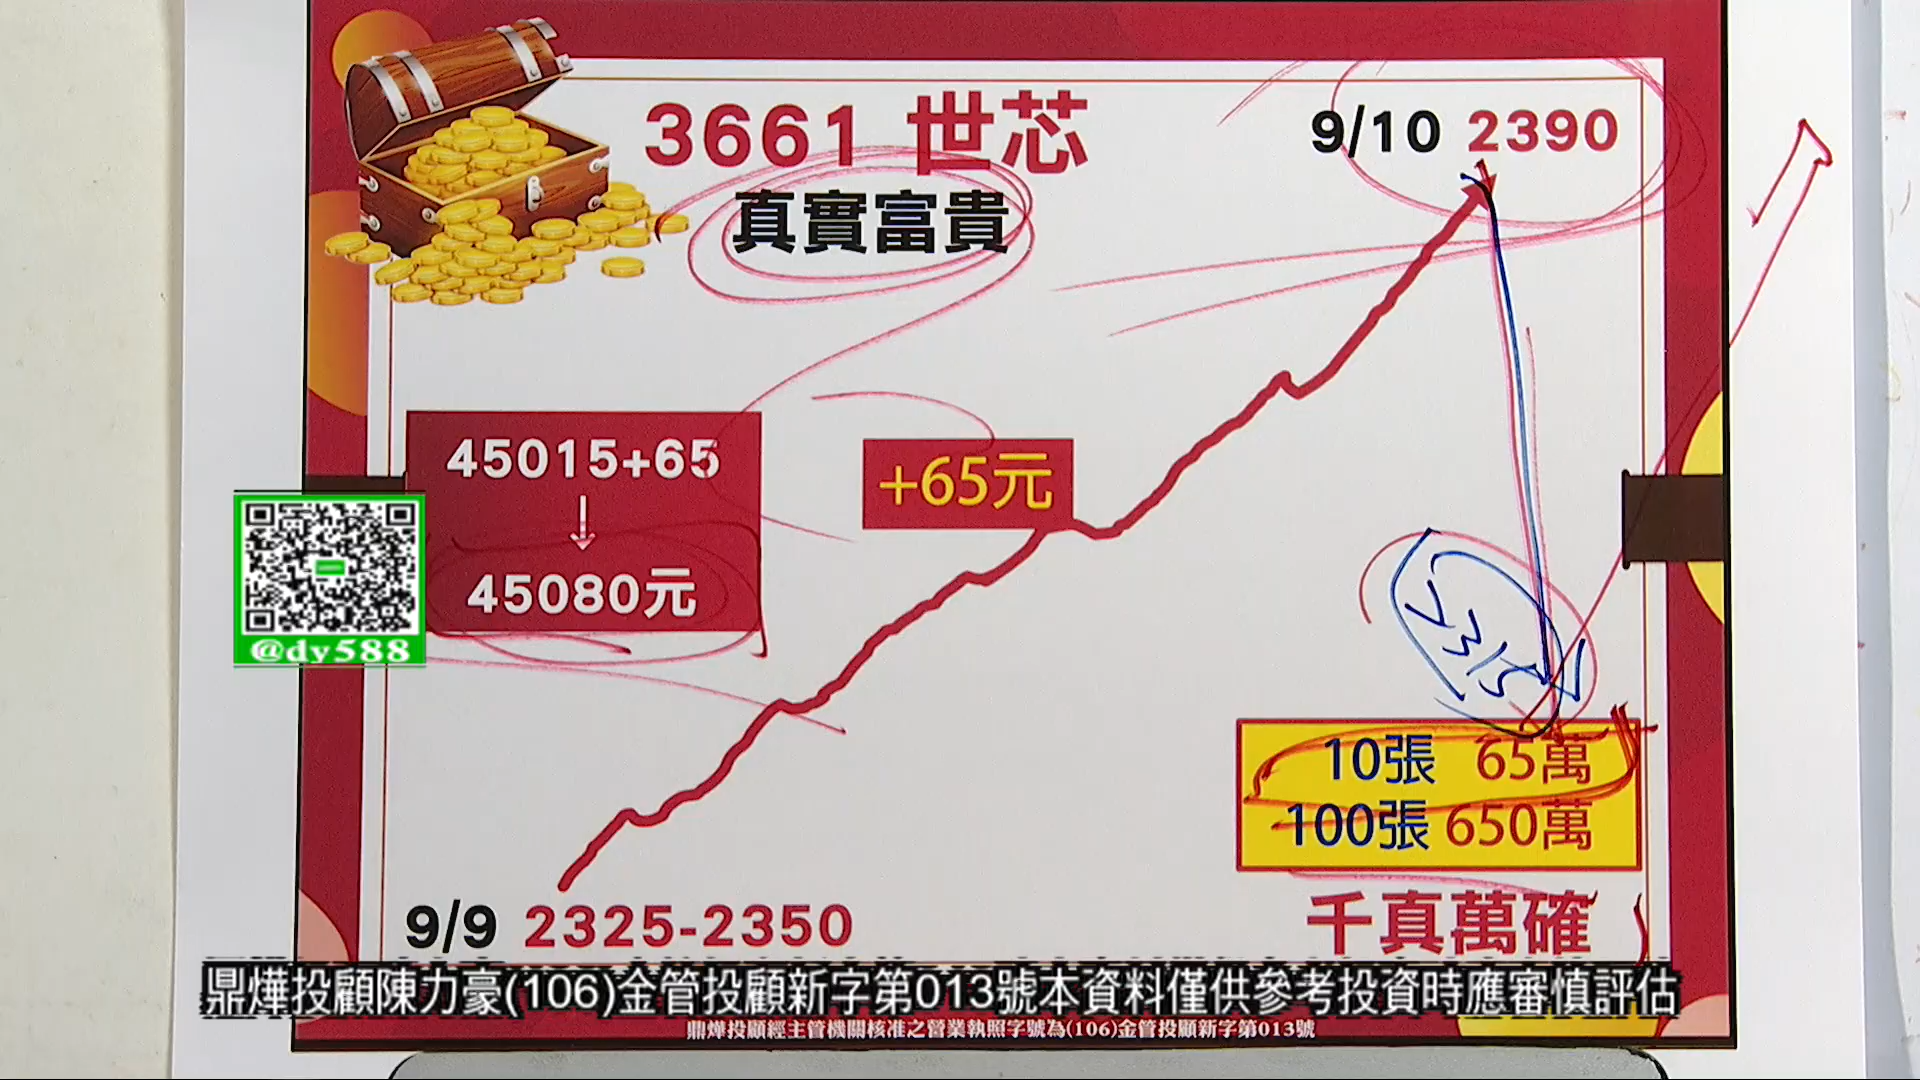 3661 世芯
真實富貴
9/10 2390
45015+65
45080元
+65元
@dy588
10張 65萬
100張 650萬
千真萬確
9/9 2325-2350
鼎燁投顧陳力豪(106)金管投顧新字第013號本資料僅供參考投資時應審慎評估
鼎燁投顧經主管機關核准之營業執照字號為(106)金管投顧新字第013號